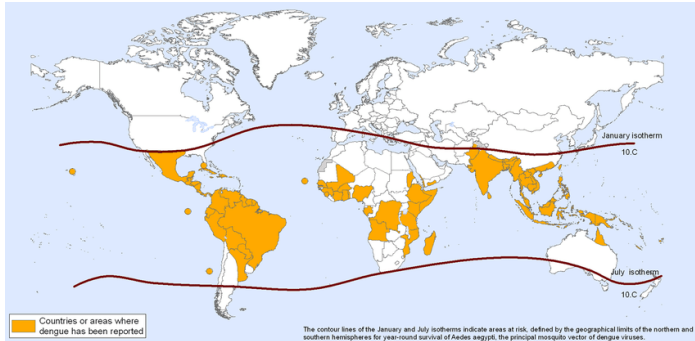 January isotherm
10.C
July isotherm
10.C
Countries or areas where
dengue has been reported
The contour lines of the January and July isotherms indicate areas at risk, defined by the geographical limits of the northern and
southern hemispheres for year-round survival of Aedes aegypti, the principal mosquito vector of dengue viruses.